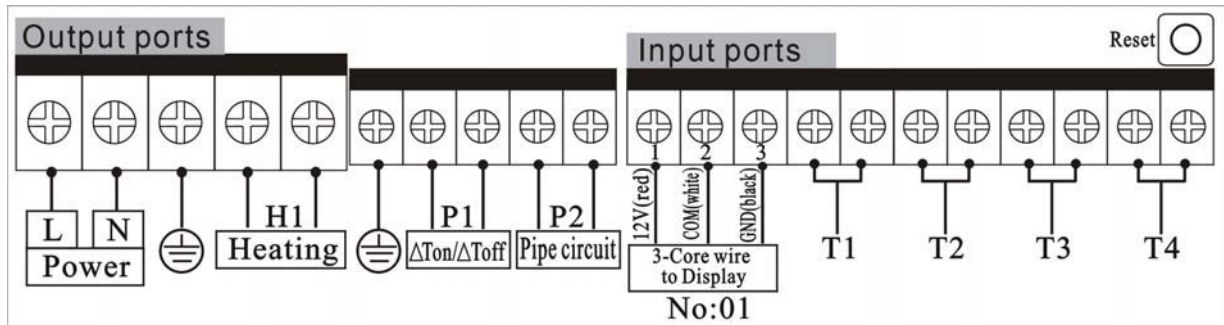 Output ports
Input ports
Reset
1 2 3
12V(red)
COM(white)
GND(black)
L N
Power
H1
Heating
P1
ΔTon/ΔToff
P2
Pipe circuit
3-Core wire
to Display
No:01
T1 T2 T3 T4